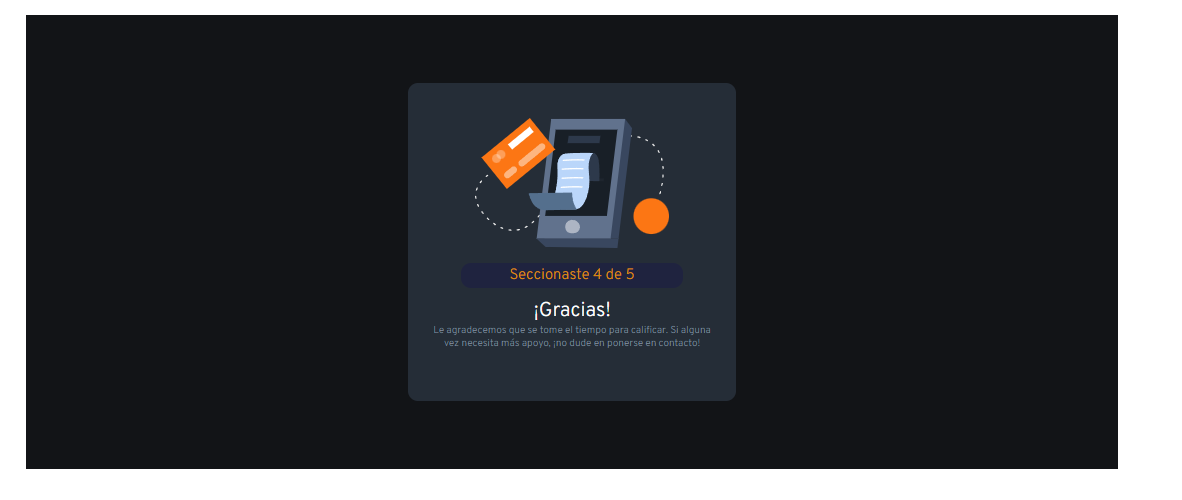 Seccionaste 4 de 5
¡Gracias!
Le agradecemos que se tome el tiempo para calificar. Si alguna
vez necesita más apoyo, ¡no dude en ponerse en contacto!